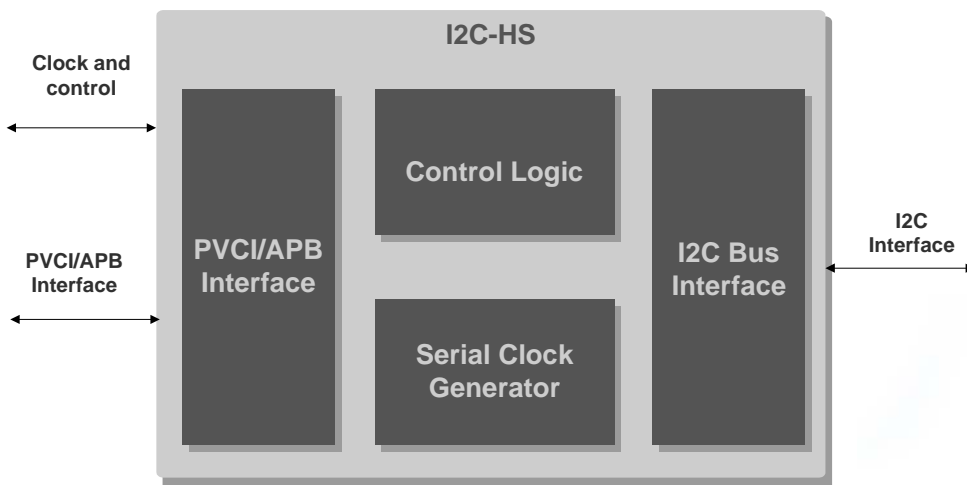 I2C-HS
Clock and
control
PVCI/APB
Interface
PVCI/APB
Interface
Control Logic
Serial Clock
Generator
I2C Bus
Interface
I2C
Interface